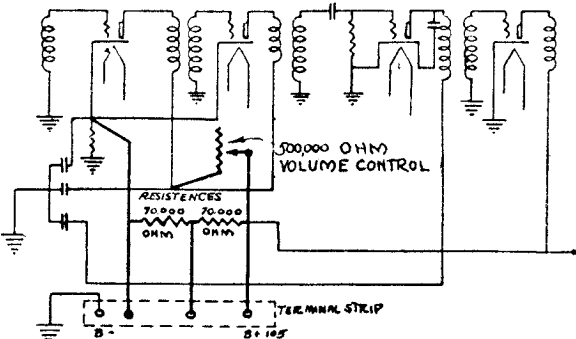 500,000 OHM
VOLUME CONTROL
RESISTENCES
70.000 70.000
OHM OHM
TERMINAL STRIP
B- B+ 105